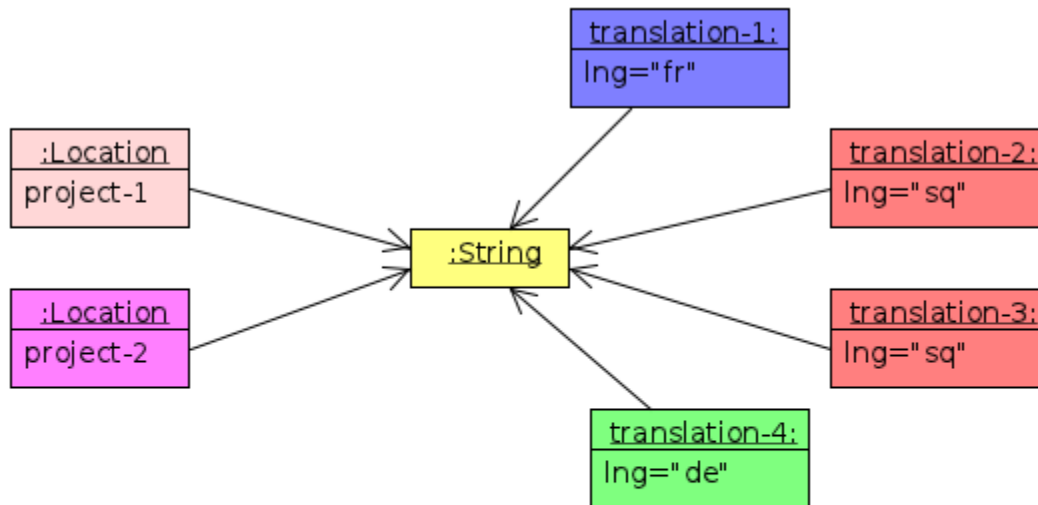 translation-1:
lng="fr"
:Location
project-1
translation-2:
lng="sq"
:String
:Location
project-2
translation-3:
lng="sq"
translation-4:
lng="de"